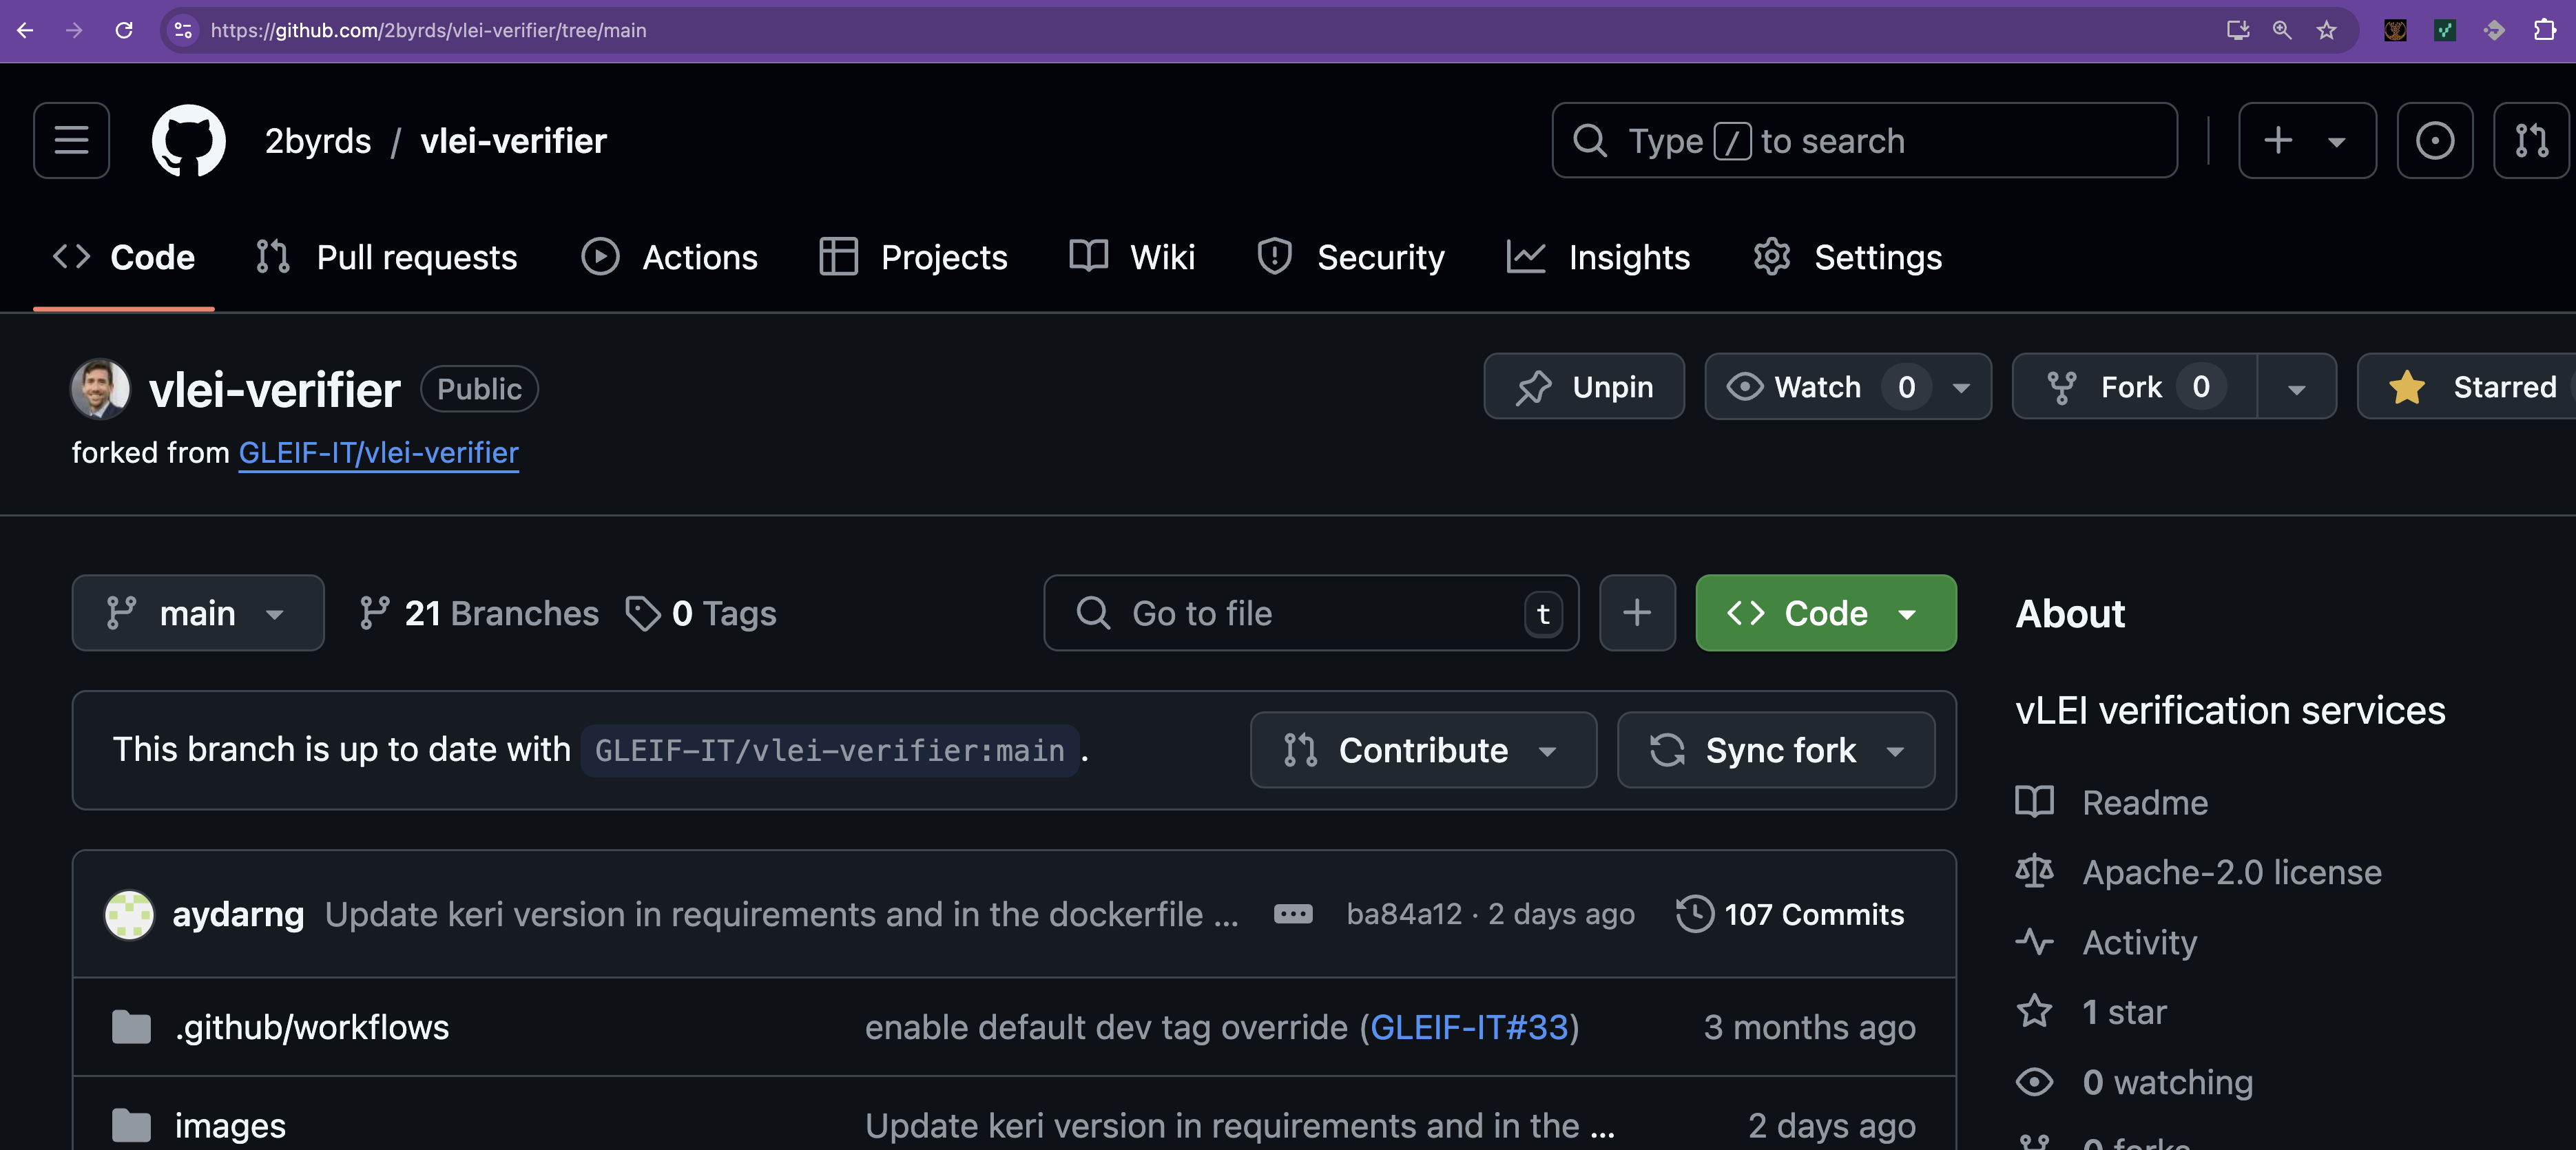 https://github.com/2byrds/vlei-verifier/tree/main
2byrds / vlei-verifier
Type / to search
Code Pull requests Actions Projects Wiki Security Insights Settings
vlei-verifier Public
Unpin Watch 0 Fork 0 Starred
forked from GLEIF-IT/vlei-verifier
main 21 Branches 0 Tags Go to file t Code
About
This branch is up to date with GLEIF-IT/vlei-verifier:main. Contribute Sync fork
vLEI verification services
Readme
Apache-2.0 license
Activity
1 star
0 watching
0 forks
aydarng Update keri version in requirements and in the dockerfile ... ba84a12 · 2 days ago 107 Commits
.github/workflows enable default dev tag override (GLEIF-IT#33) 3 months ago
images Update keri version in requirements and in the ... 2 days ago